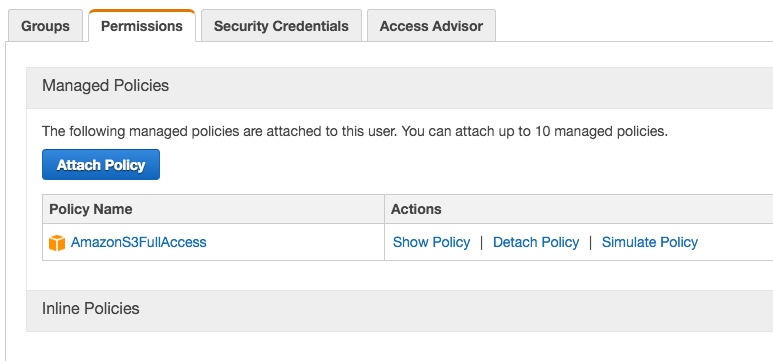 Groups Permissions Security Credentials Access Advisor
Managed Policies
The following managed policies are attached to this user. You can attach up to 10 managed policies.
Attach Policy
Policy Name Actions
AmazonS3FullAccess Show Policy | Detach Policy | Simulate Policy
Inline Policies